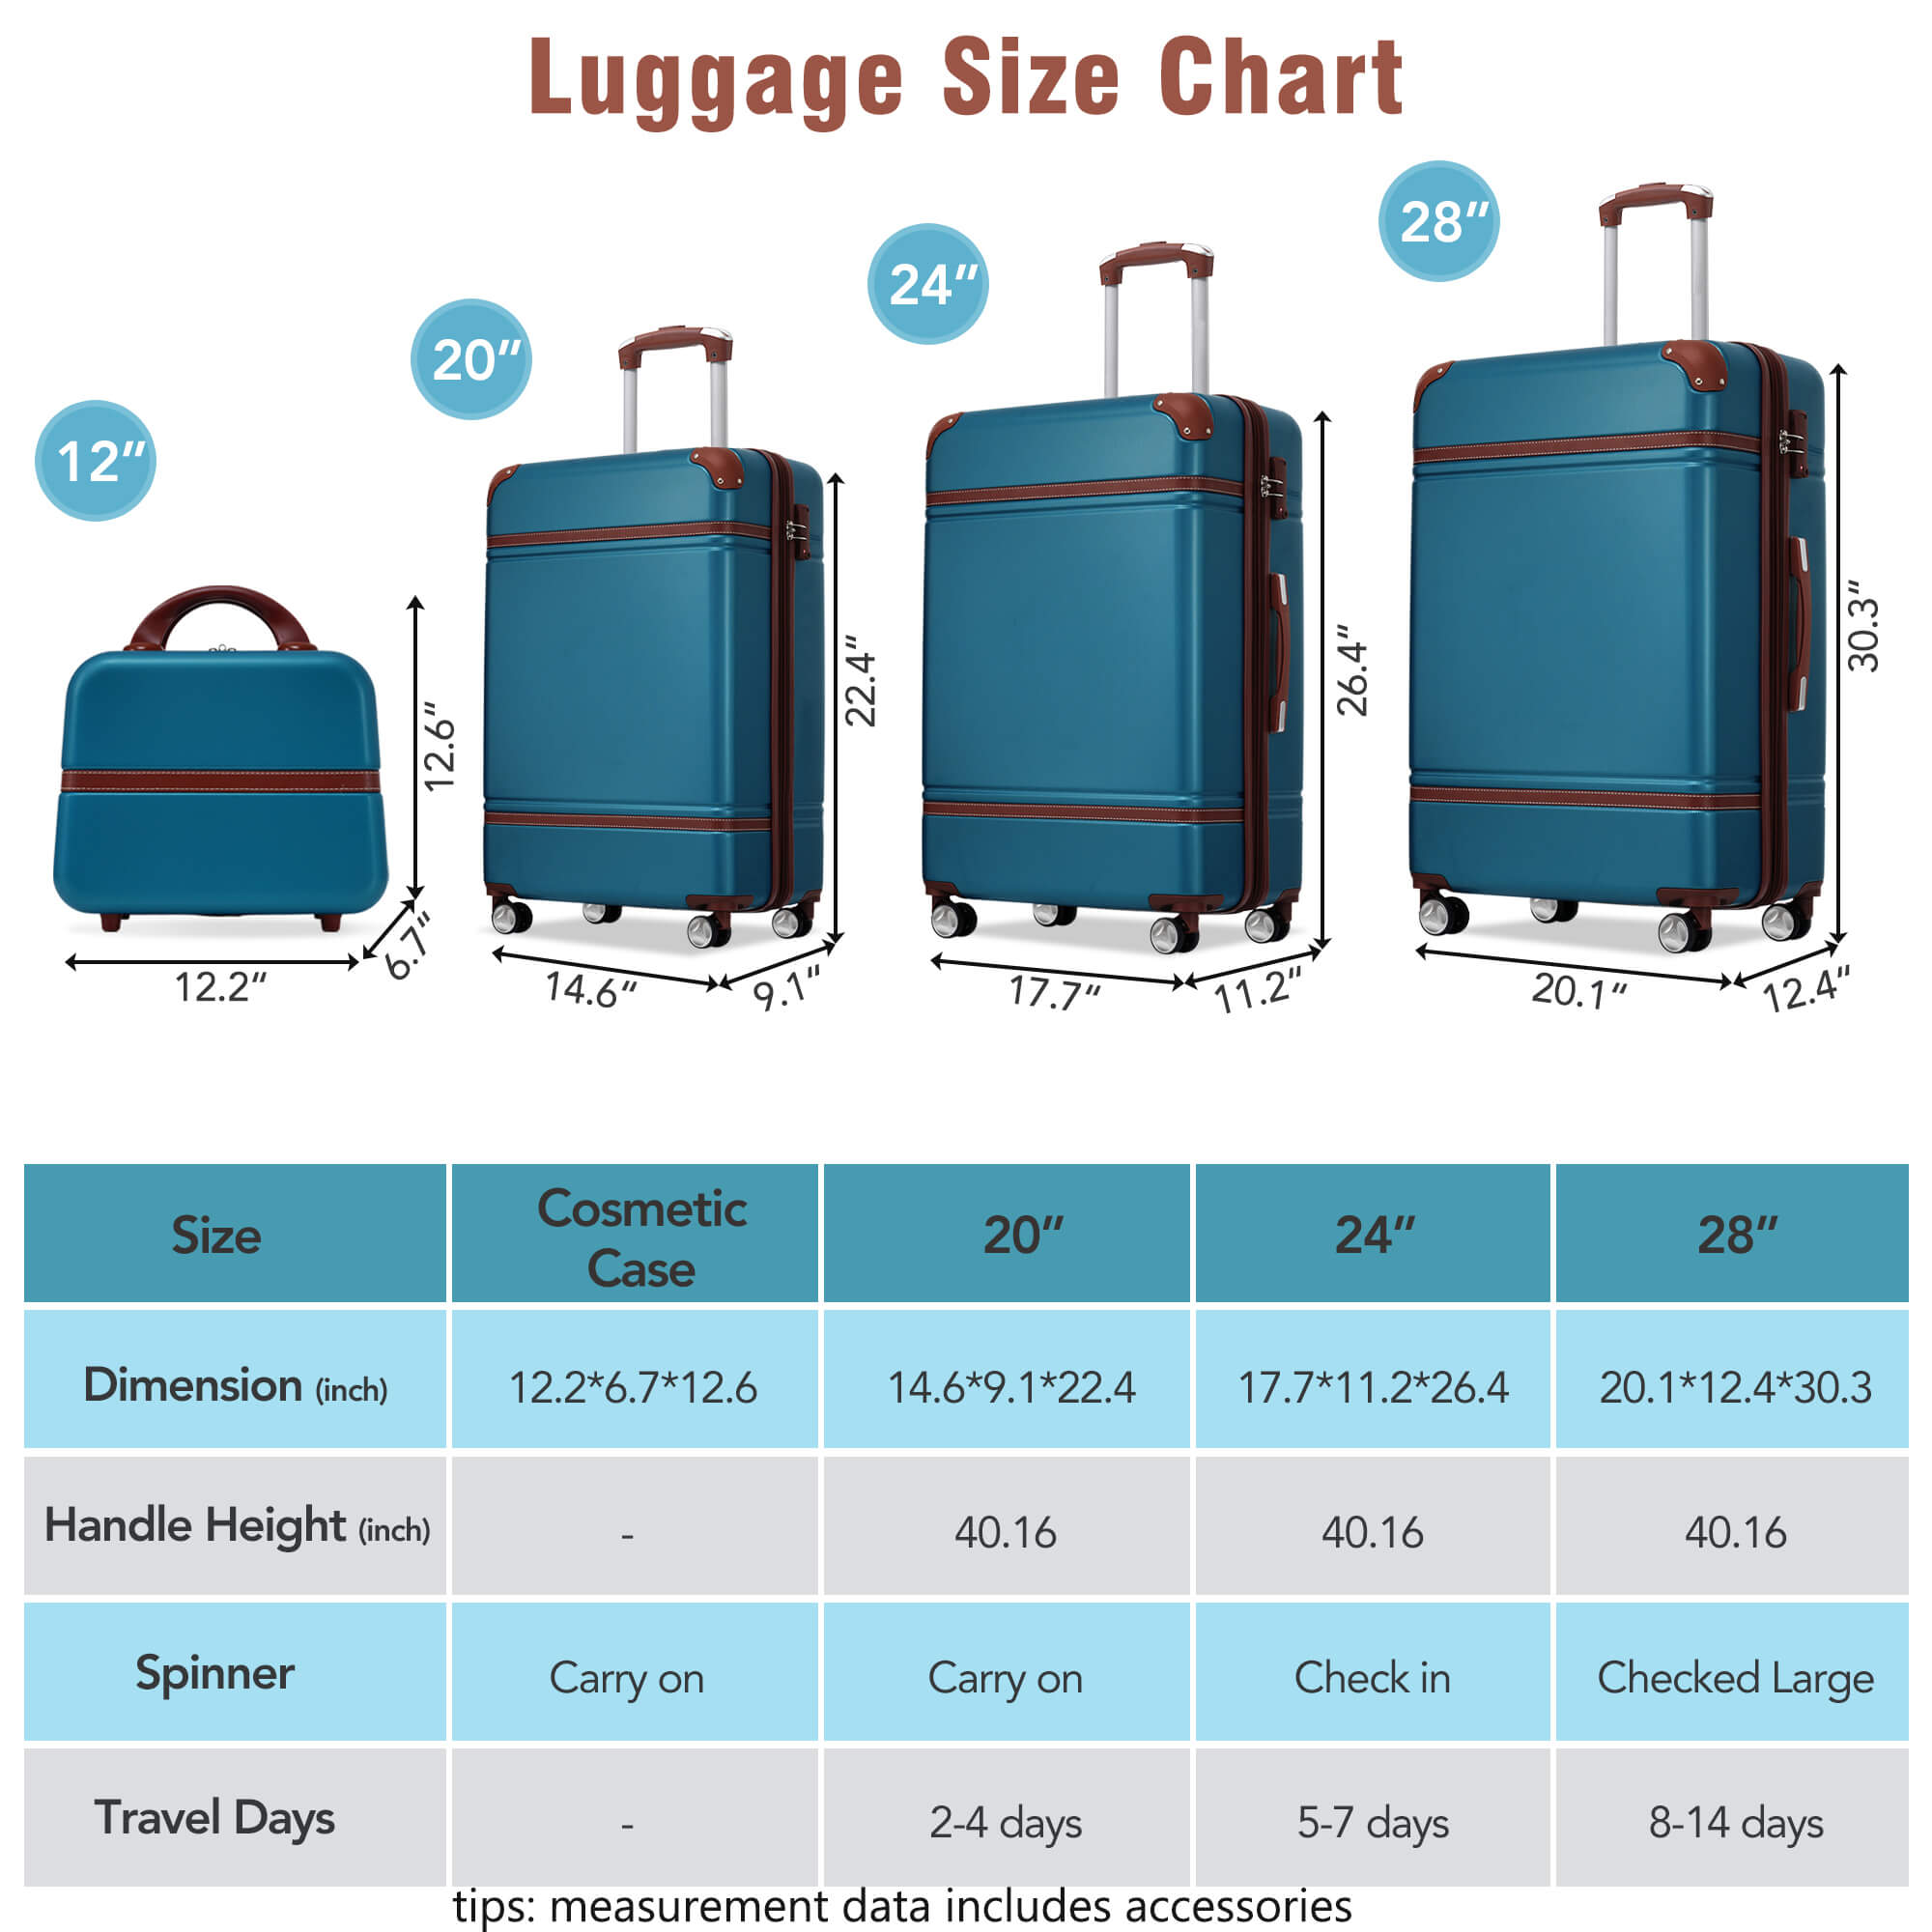 Luggage Size Chart
12"
20"
24"
28"
12.6"
12.2"
6.7"
22.4"
14.6"
9.1"
26.4"
17.7"
11.2"
30.3"
20.1"
12.4"
Size Cosmetic Case 20" 24" 28"
Dimension (inch) 12.2*6.7*12.6 14.6*9.1*22.4 17.7*11.2*26.4 20.1*12.4*30.3
Handle Height (inch) - 40.16 40.16 40.16
Spinner Carry on Carry on Check in Checked Large
Travel Days - 2-4 days 5-7 days 8-14 days
tips: measurement data includes accessories